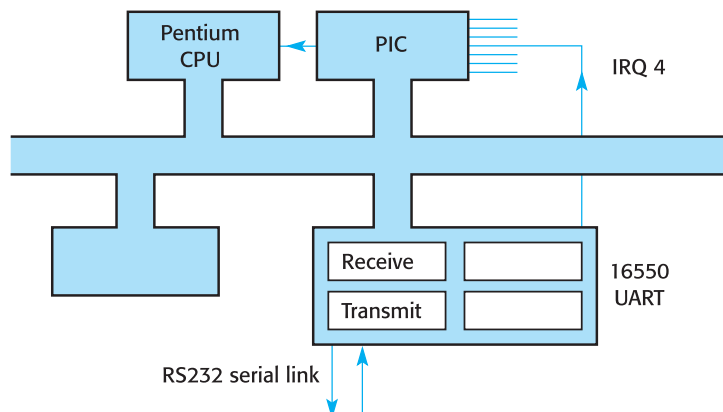 Pentium
CPU
PIC
IRQ 4
Receive
Transmit
16550
UART
RS232 serial link